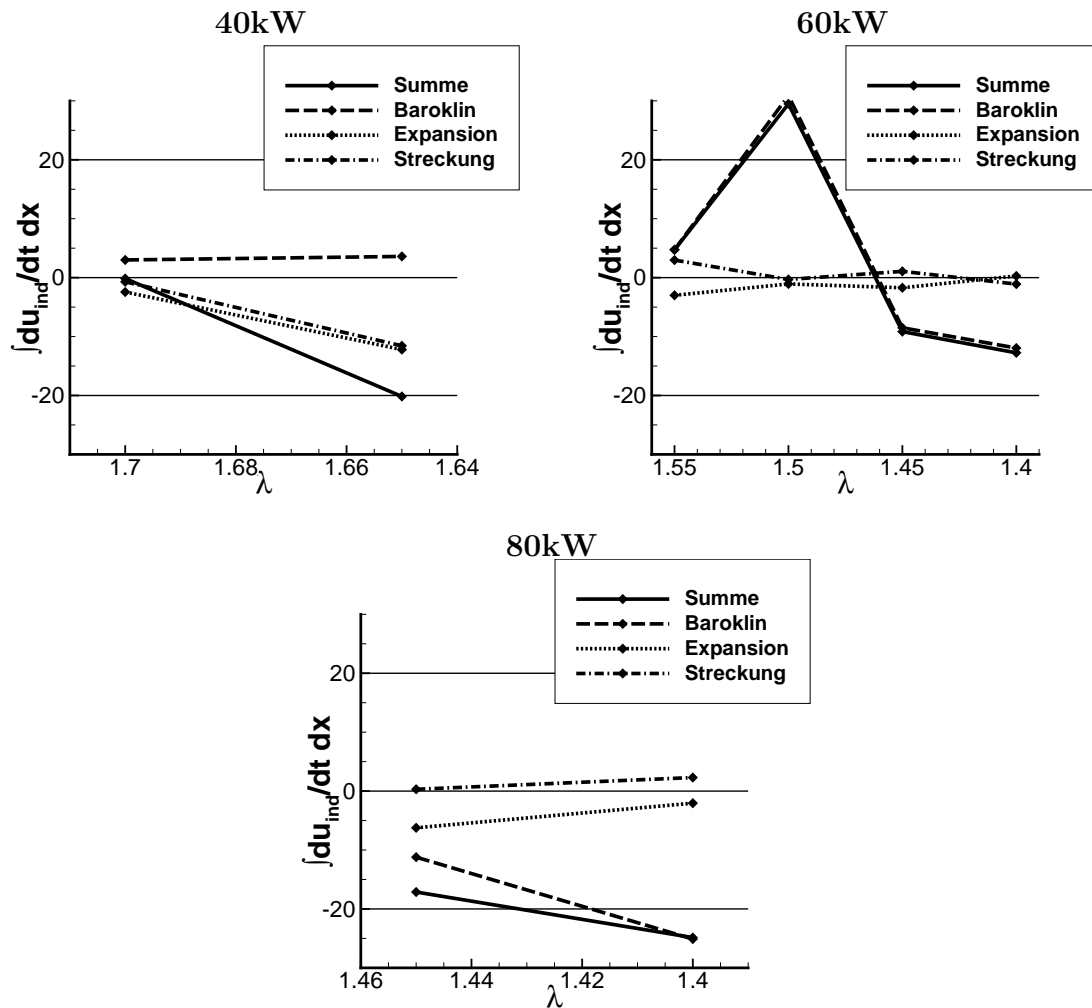 40kW
Summe
Baroklin
Expansion
Streckung
20
0
-20
∫du_ind/dt dx
1.7 1.68 1.66 1.64
λ
60kW
Summe
Baroklin
Expansion
Streckung
20
0
-20
∫du_ind/dt dx
1.55 1.5 1.45 1.4
λ
80kW
Summe
Baroklin
Expansion
Streckung
20
0
-20
∫du_ind/dt dx
1.46 1.44 1.42 1.4
λ